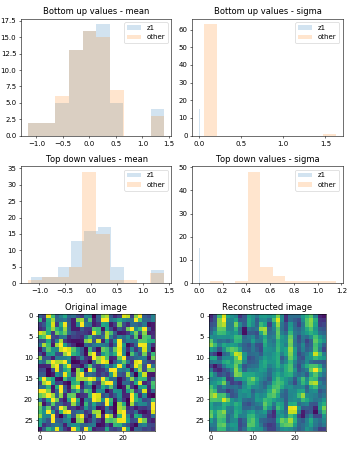 Bottom up values - mean
Bottom up values - sigma
17.5
15.0
12.5
10.0
7.5
5.0
2.5
0.0
z1
other
−1.0 −0.5 0.0 0.5 1.0 1.5
60
50
40
30
20
10
0
z1
other
0.0 0.5 1.0 1.5
Top down values - mean
Top down values - sigma
35
30
25
20
15
10
5
0
z1
other
−1.0 −0.5 0.0 0.5 1.0 1.5
50
40
30
20
10
0
z1
other
0.0 0.2 0.4 0.6 0.8 1.0 1.2
Original image
Reconstructed image
0
5
10
15
20
25
0 10 20
0
5
10
15
20
25
0 10 20